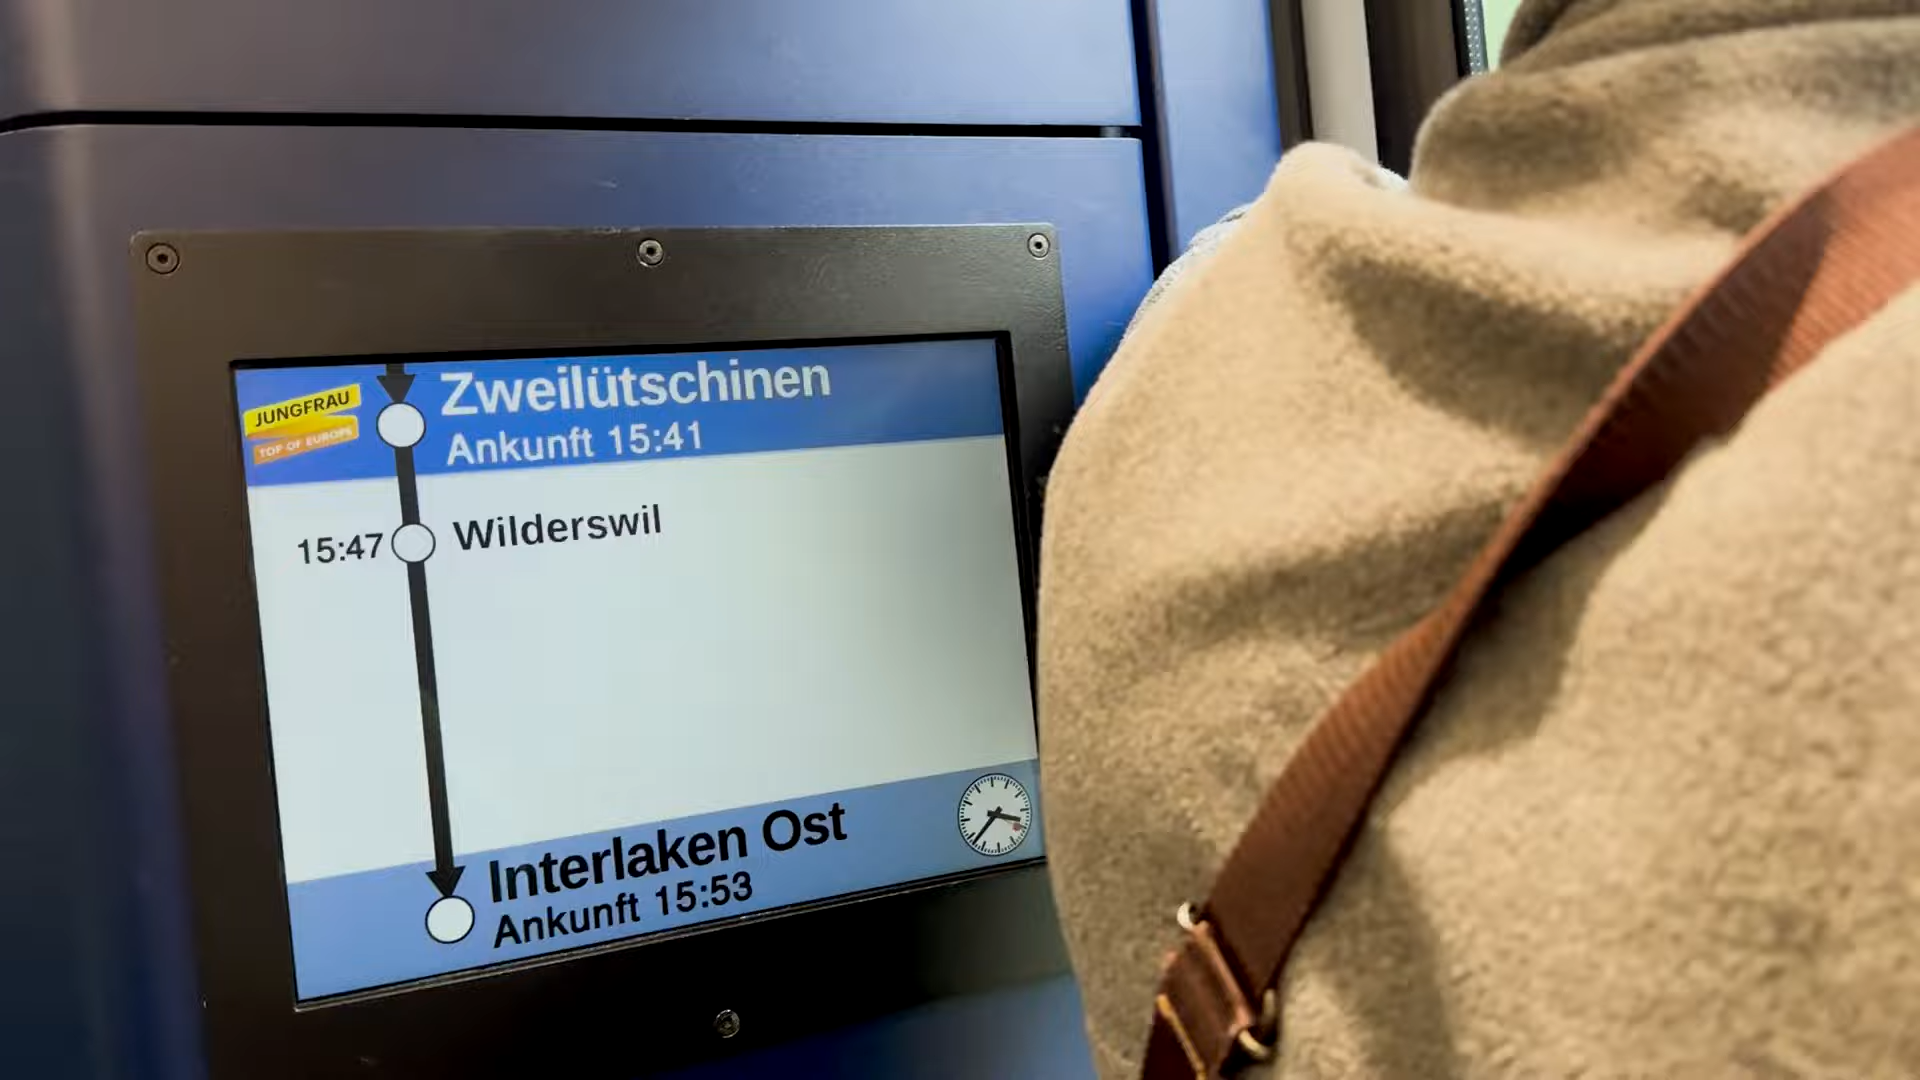 JUNGFRAU
TOP OF EUROPE
Zweilütschinen
Ankunft 15:41
15:47 Wilderswil
Interlaken Ost
Ankunft 15:53